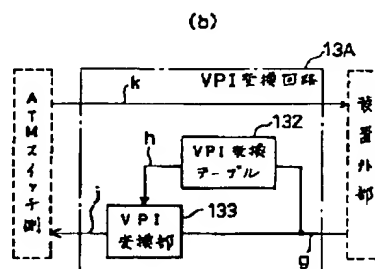 (b)
13A
VPI変換回路
k
132
VPI変換
テーブル
h
ATMスイッチ側
装置外部
j
VPI
変換部
133
g